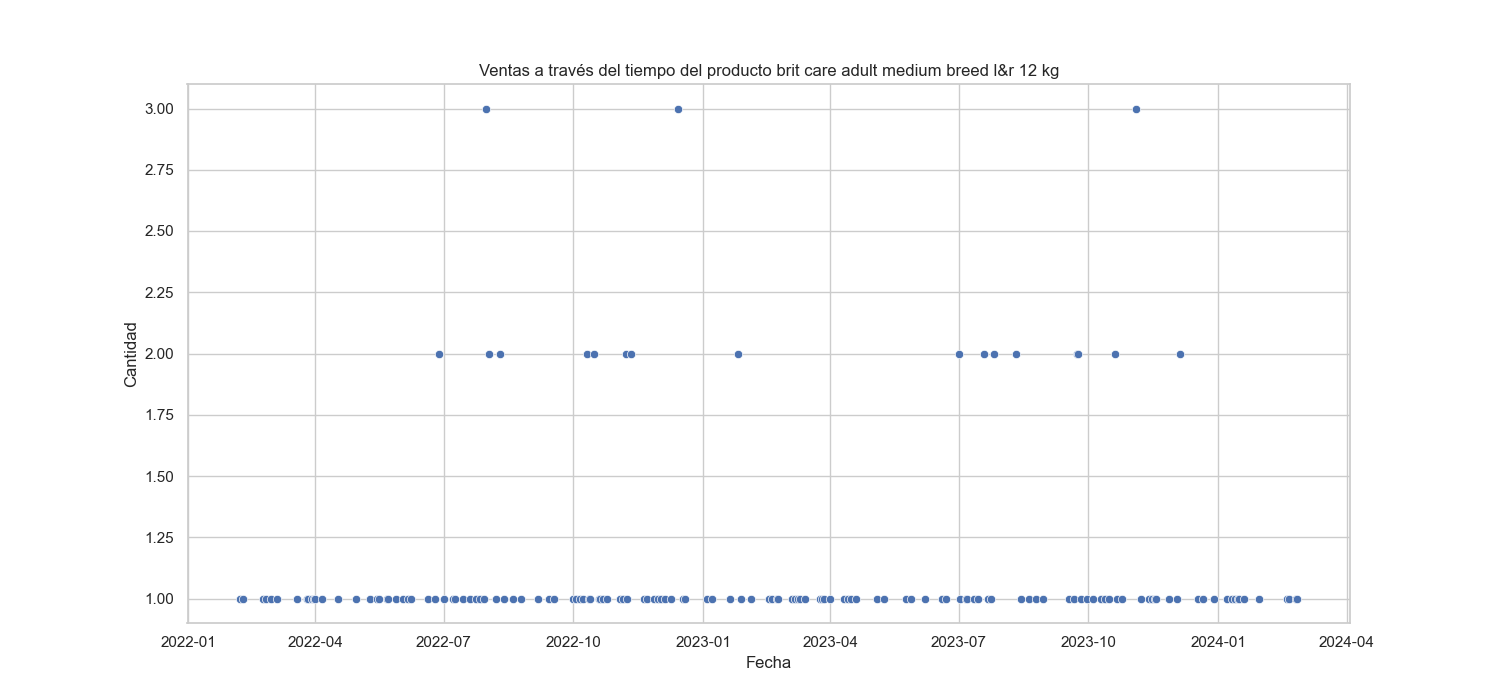 Ventas a través del tiempo del producto brit care adult medium breed l&r 12 kg
3.00
2.75
2.50
2.25
2.00
1.75
1.50
1.25
1.00
Cantidad
2022-01 2022-04 2022-07 2022-10 2023-01 2023-04 2023-07 2023-10 2024-01 2024-04
Fecha